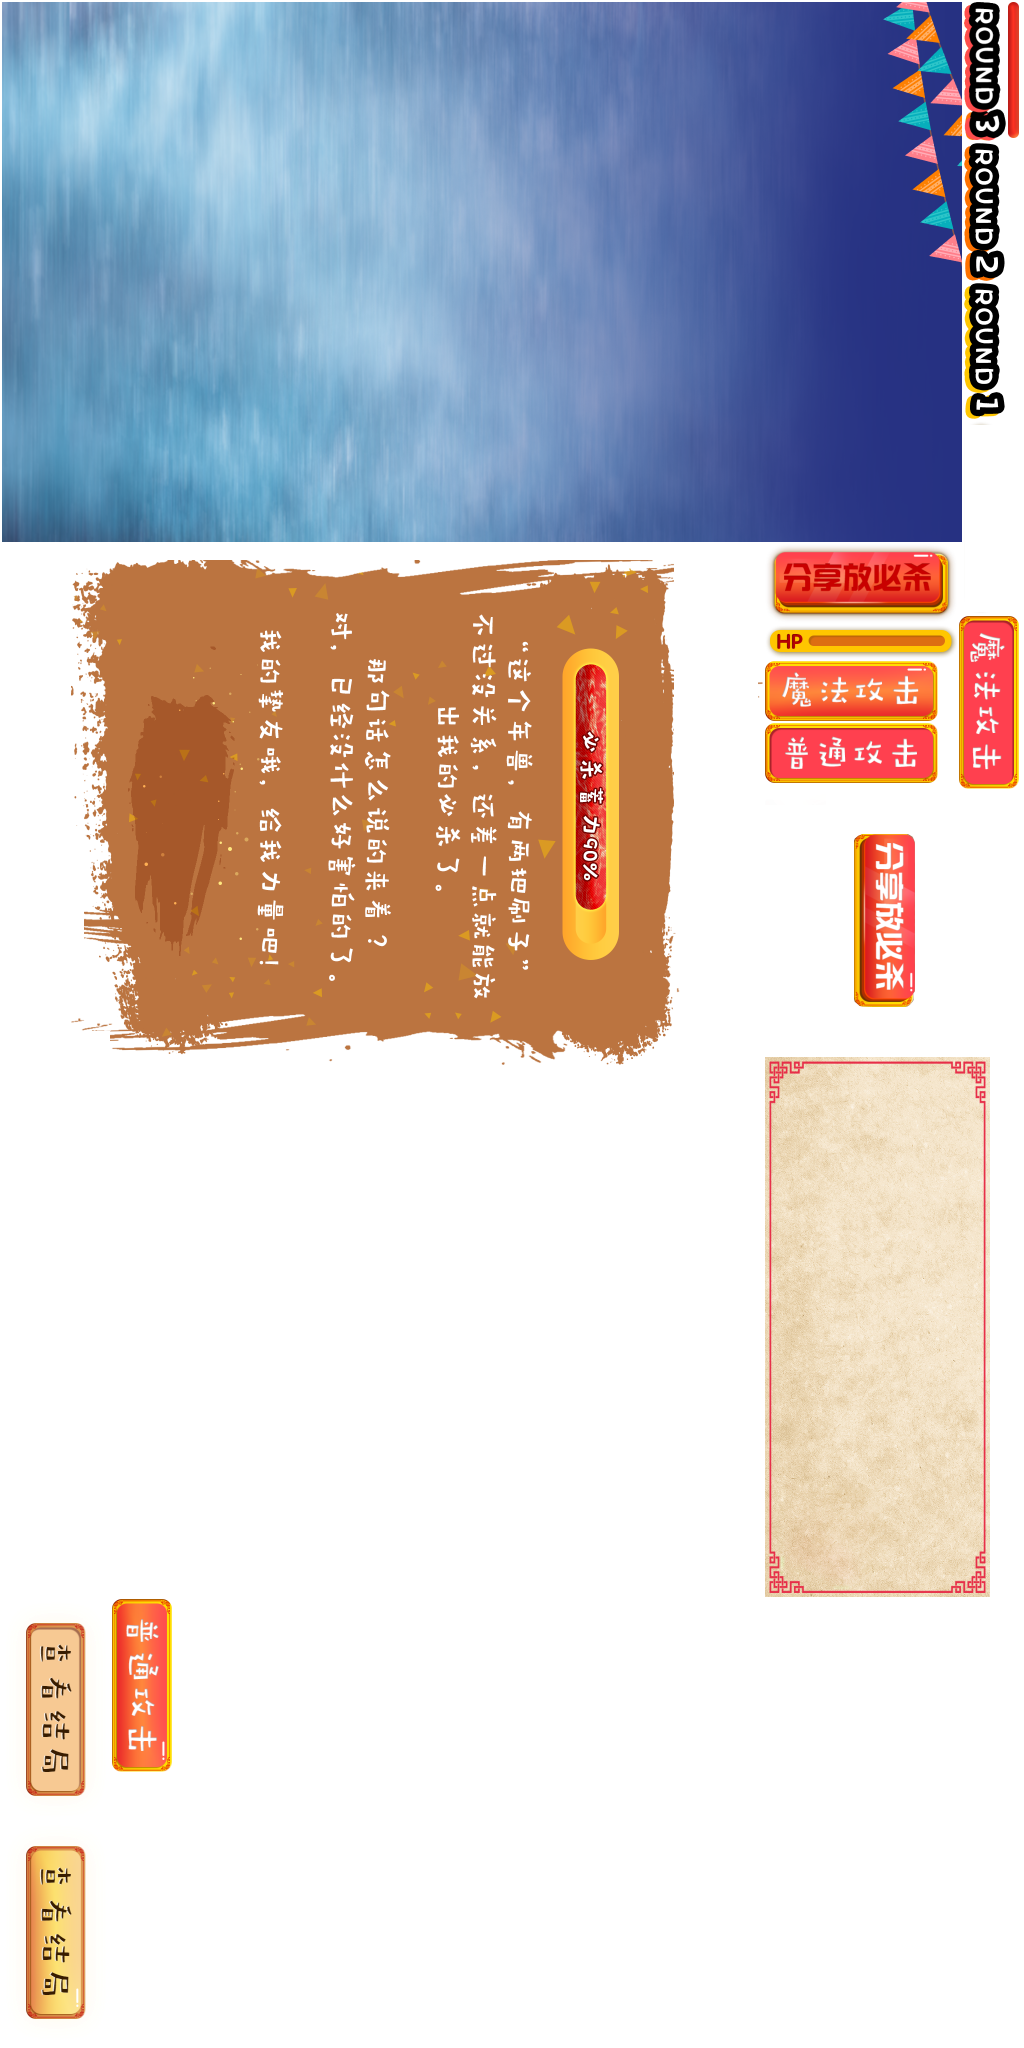 ROUND 3
ROUND 2
ROUND 1
分享放必杀
HP
魔法攻击
普通攻击
魔法攻击
分享放必杀
必杀蓄力90%
“这个年兽，有两把刷子”
不过没关系，还差一点就能放
出我的必杀了。
那句话怎么说的来着？
对，已经没什么好害怕的了。
我的挚友哦，给我力量吧！
普通攻击
查看结局
查看结局